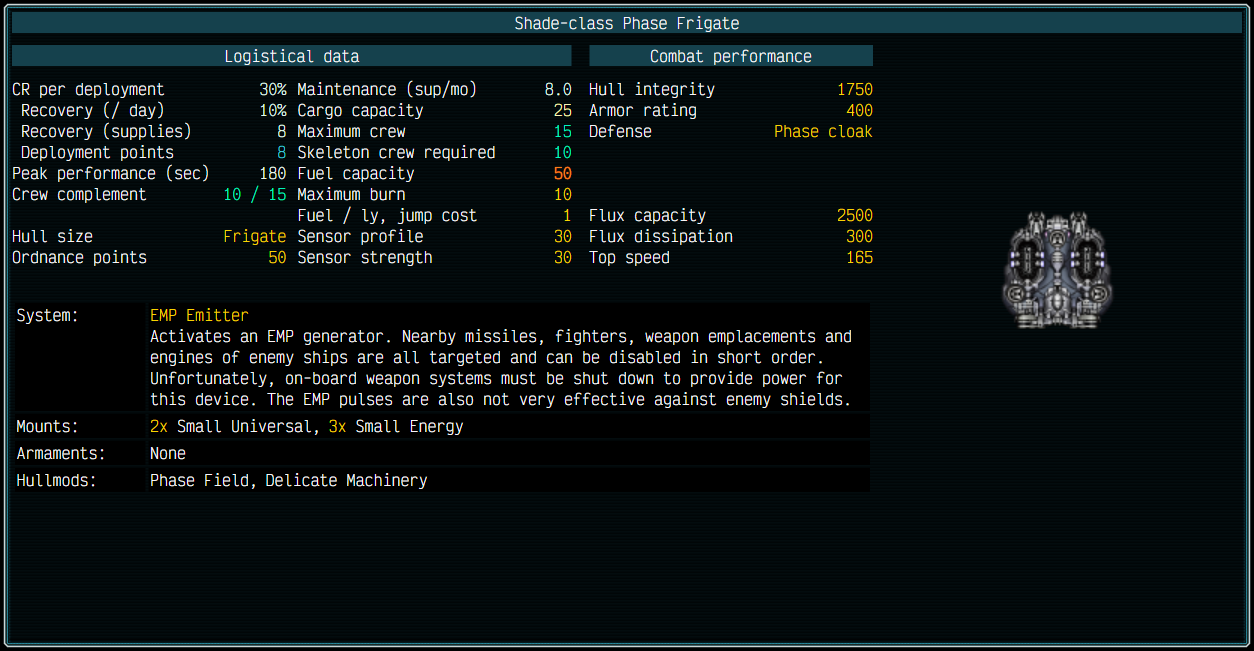 Shade-class Phase Frigate
Logistical data
Combat performance
CR per deployment 30% Maintenance (sup/mo) 8.0 Hull integrity 1750
Recovery (/ day) 10% Cargo capacity 25 Armor rating 400
Recovery (supplies) 8 Maximum crew 15 Defense Phase cloak
Deployment points 8 Skeleton crew required 10
Peak performance (sec) 180 Fuel capacity 50
Crew complement 10 / 15 Maximum burn 10
Fuel / ly, jump cost 1 Flux capacity 2500
Hull size Frigate Sensor profile 30 Flux dissipation 300
Ordnance points 50 Sensor strength 30 Top speed 165
System: EMP Emitter
Activates an EMP generator. Nearby missiles, fighters, weapon emplacements and
engines of enemy ships are all targeted and can be disabled in short order.
Unfortunately, on-board weapon systems must be shut down to provide power for
this device. The EMP pulses are also not very effective against enemy shields.
Mounts: 2x Small Universal, 3x Small Energy
Armaments: None
Hullmods: Phase Field, Delicate Machinery